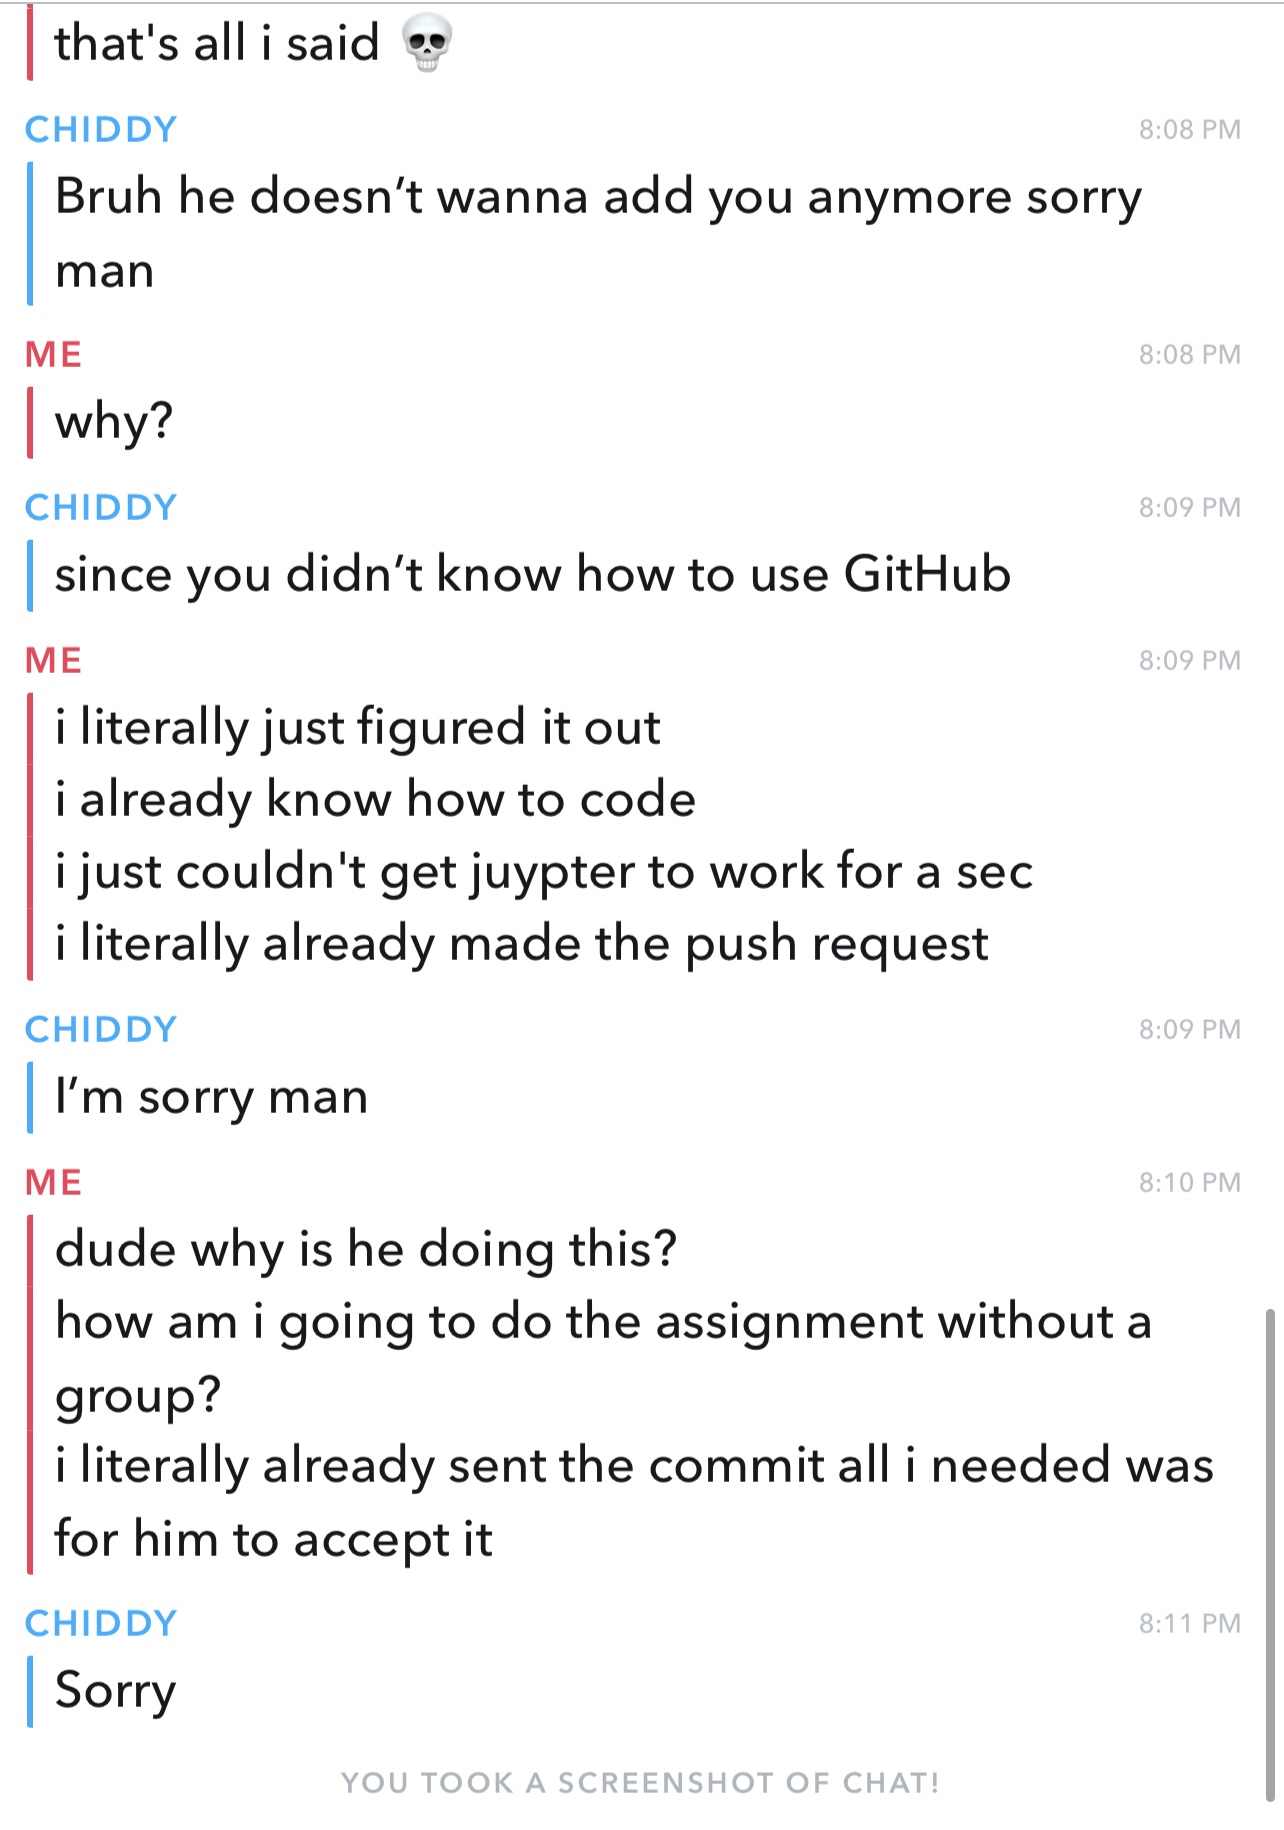 that's all i said 💀
CHIDDY 8:08 PM
Bruh he doesn’t wanna add you anymore sorry
man
ME 8:08 PM
why?
CHIDDY 8:09 PM
since you didn’t know how to use GitHub
ME 8:09 PM
i literally just figured it out
i already know how to code
i just couldn't get juypter to work for a sec
i literally already made the push request
CHIDDY 8:09 PM
I’m sorry man
ME 8:10 PM
dude why is he doing this?
how am i going to do the assignment without a
group?
i literally already sent the commit all i needed was
for him to accept it
CHIDDY 8:11 PM
Sorry
YOU TOOK A SCREENSHOT OF CHAT!